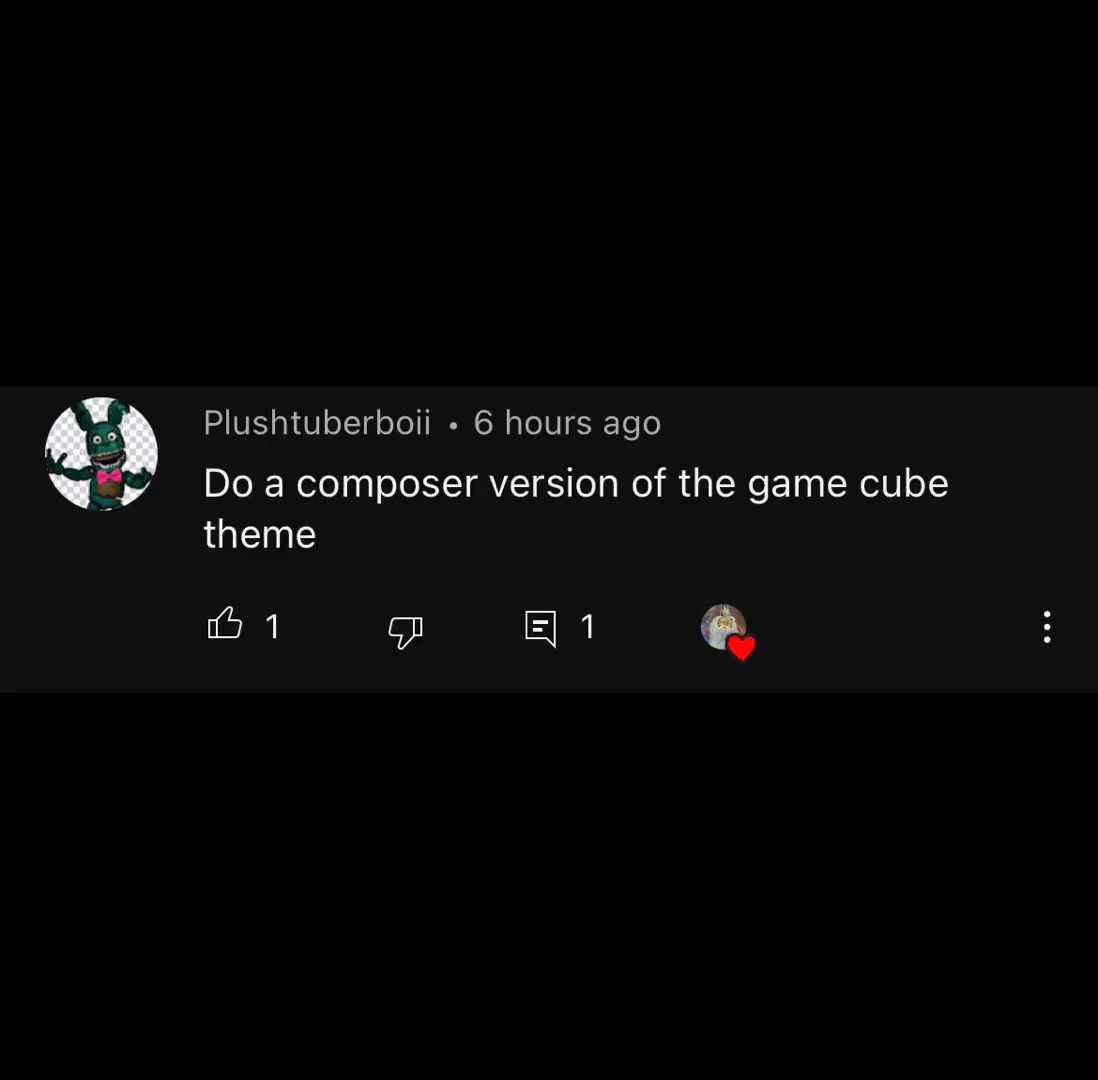 Plushtuberboii • 6 hours ago
Do a composer version of the game cube
theme
1 1